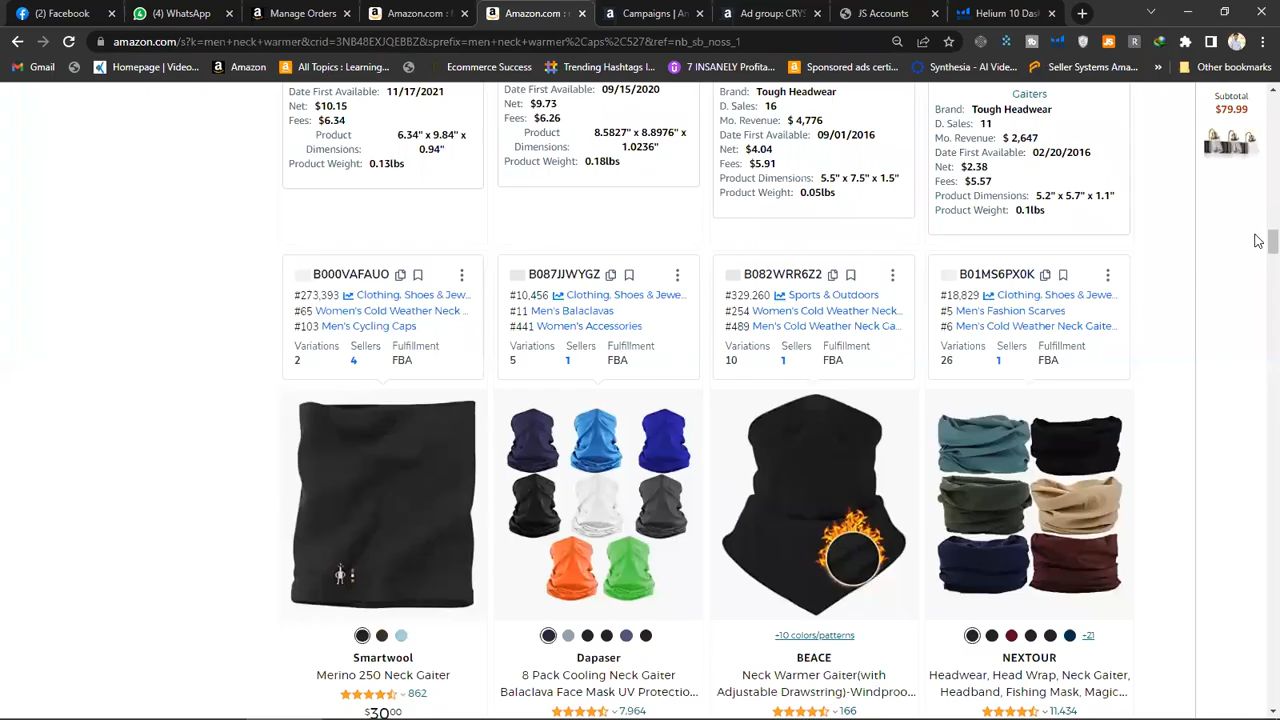 (2) Facebook
(4) WhatsApp
Manage Orders
Amazon.com :
Amazon.com :
Campaigns | A
Ad group: CRYS
JS Accounts
Helium 10 Das
amazon.com/s?k=men+neck+warmer&crid=3NB48EXJQEBBZ&sprefix=men+neck+warmer%2Caps%2C527&ref=nb_sb_noss_1
Gmail
Homepage | Video...
Amazon
All Topics : Learning...
Ecommerce Success
Trending Hashtags I...
7 INSANELY Profita...
Sponsored ads certi...
Synthesia - AI Vide...
Seller Systems Ama...
»
Other bookmarks
Date First Available: 11/17/2021
Net: $10.15
Fees: $6.34
Product Dimensions: 6.34" x 9.84" x
0.94"
Product Weight: 0.13lbs
Date First Available: 09/15/2020
Net: $9.73
Fees: $6.26
Product Dimensions: 8.5827" x 8.8976" x
1.0236"
Product Weight: 0.18lbs
Brand: Tough Headwear
D. Sales: 16
Mo. Revenue: $ 4,776
Date First Available: 09/01/2016
Net: $4.04
Fees: $5.91
Product Dimensions: 5.5" x 7.5" x 1.5"
Product Weight: 0.05lbs
Gaiters
Brand: Tough Headwear
D. Sales: 11
Mo. Revenue: $ 2,647
Date First Available: 02/20/2016
Net: $2.38
Fees: $5.57
Product Dimensions: 5.2" x 5.7" x 1.1"
Product Weight: 0.1lbs
Subtotal
$79.99
B000VAFAUO
#273,393 Clothing, Shoes & Jew...
#65 Women's Cold Weather Neck ...
#103 Men's Cycling Caps
Variations Sellers Fulfillment
2 4 FBA
B087JJWYGZ
#10,456 Clothing, Shoes & Jewe...
#11 Men's Balaclavas
#441 Women's Accessories
Variations Sellers Fulfillment
5 1 FBA
B082WRR6Z2
#329,260 Sports & Outdoors
#254 Women's Cold Weather Neck...
#489 Men's Cold Weather Neck Ga...
Variations Sellers Fulfillment
10 1 FBA
B01MS6PX0K
#18,829 Clothing, Shoes & Jewe...
#5 Men's Fashion Scarves
#6 Men's Cold Weather Neck Gaite...
Variations Sellers Fulfillment
26 1 FBA
Smartwool
Merino 250 Neck Gaiter
862
$30.00
Dapaser
8 Pack Cooling Neck Gaiter
Balaclava Face Mask UV Protectio...
7,964
+10 colors/patterns
BEACE
Neck Warmer Gaiter(with
Adjustable Drawstring)-Windproo...
166
+21
NEXTOUR
Headwear, Head Wrap, Neck Gaiter,
Headband, Fishing Mask, Magic...
11,434